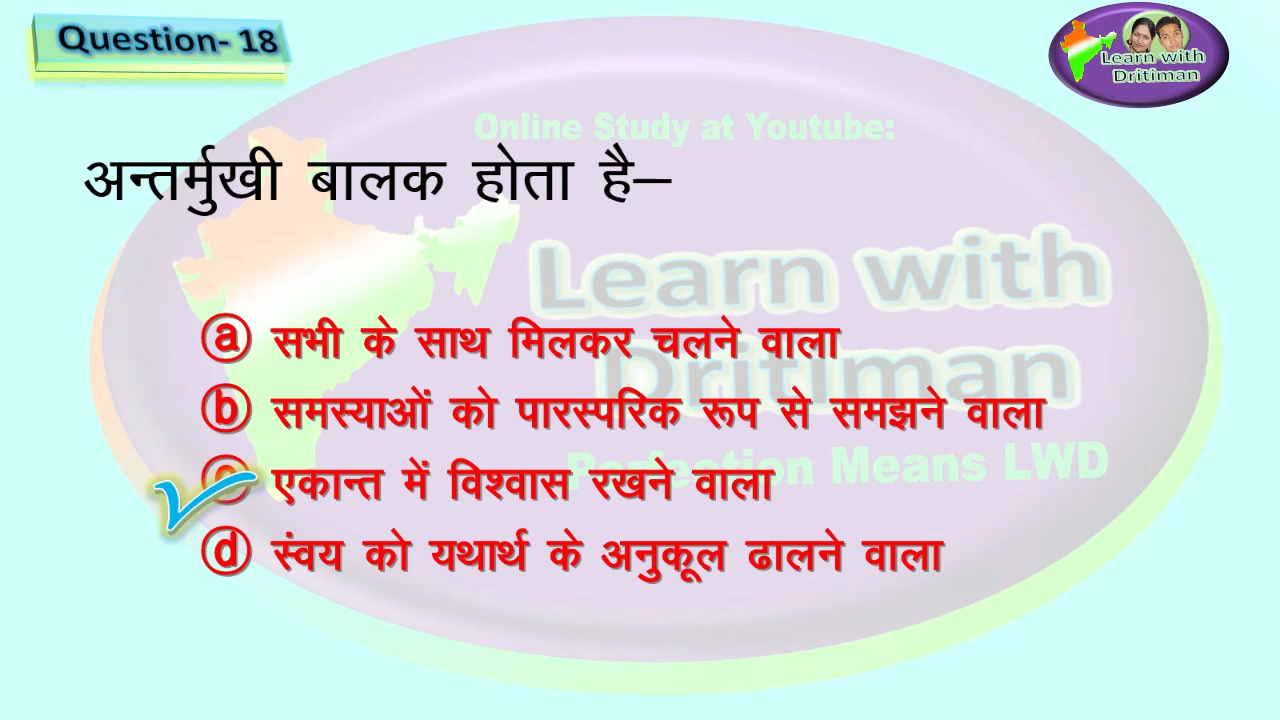 Question- 18
Learn with
Dritiman
Online Study at Youtube:
अन्तर्मुखी बालक होता है–
Learn with
Dritiman
Perfection Means LWD
ⓐ सभी के साथ मिलकर चलने वाला
ⓑ समस्याओं को पारस्परिक रूप से समझने वाला
ⓒ एकान्त में विश्वास रखने वाला
ⓓ स्ंवय को यथार्थ के अनुकूल ढालने वाला